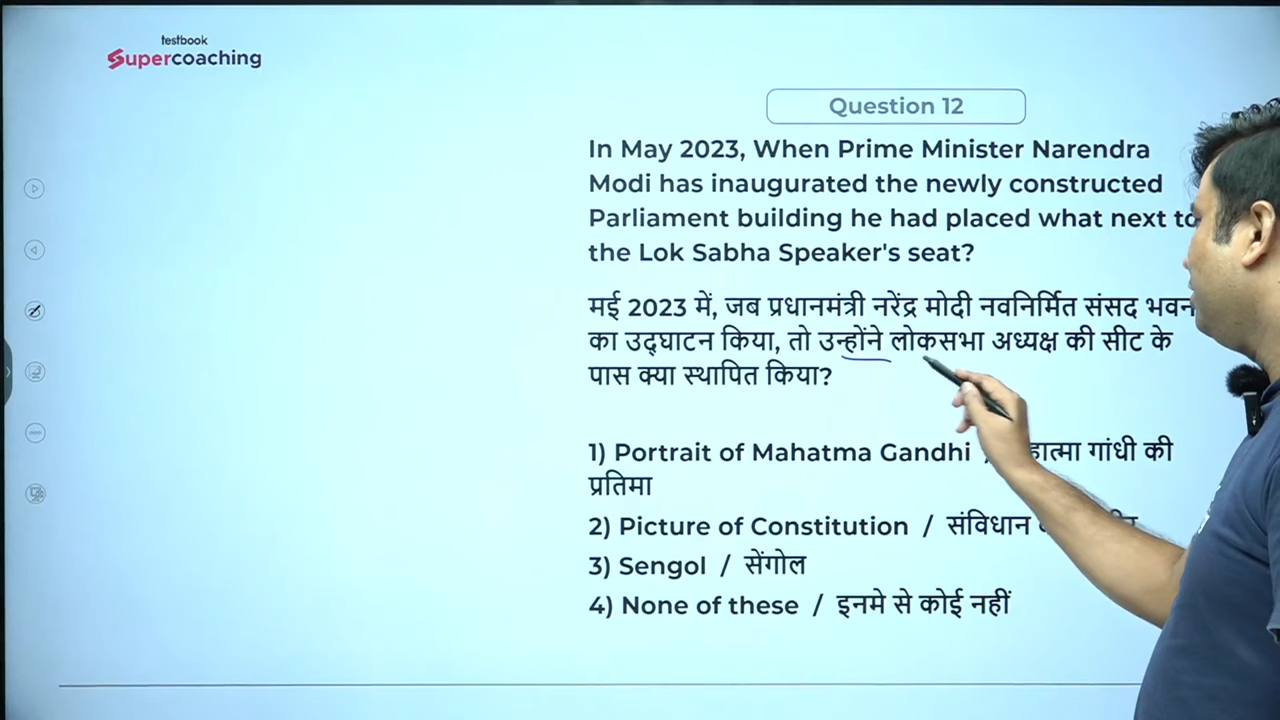 testbook
Supercoaching
Question 12
In May 2023, When Prime Minister Narendra
Modi has inaugurated the newly constructed
Parliament building he had placed what next to
the Lok Sabha Speaker's seat?
मई 2023 में, जब प्रधानमंत्री नरेंद्र मोदी नवनिर्मित संसद भवन
का उद्घाटन किया, तो उन्होंने लोकसभा अध्यक्ष की सीट के
पास क्या स्थापित किया?
1) Portrait of Mahatma Gandhi / गांधी की
प्रतिमा
2) Picture of Constitution / संविधान
3) Sengol / सेंगोल
4) None of these / इनमे से कोई नहीं